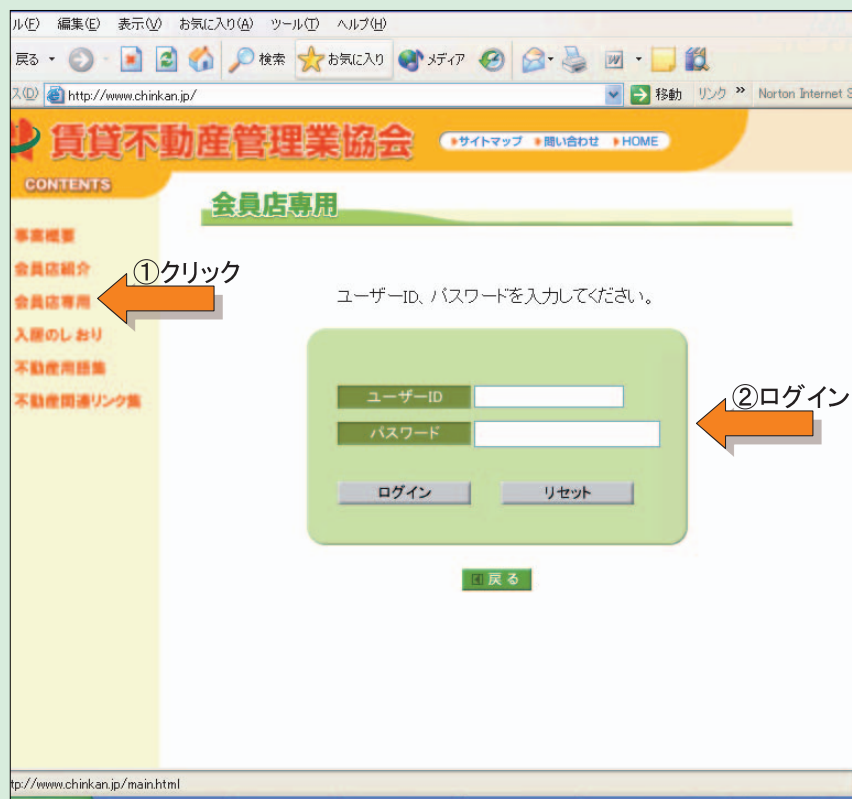 ル(F) 編集(E) 表示(V) お気に入り(A) ツール(T) ヘルプ(H)
戻る 検索 お気に入り メディア
ス(D) http://www.chinkan.jp/ 移動 リンク » Norton Internet S
賃貸不動産管理業協会 サイトマップ 問い合わせ HOME
CONTENTS
会員店専用
事業概要
会員店紹介
①クリック
会員店専用
ユーザーID、パスワードを入力してください。
入居のしおり
不動産用語集
不動産関連リンク集
ユーザーID
②ログイン
パスワード
ログイン リセット
戻る
tp://www.chinkan.jp/main.html